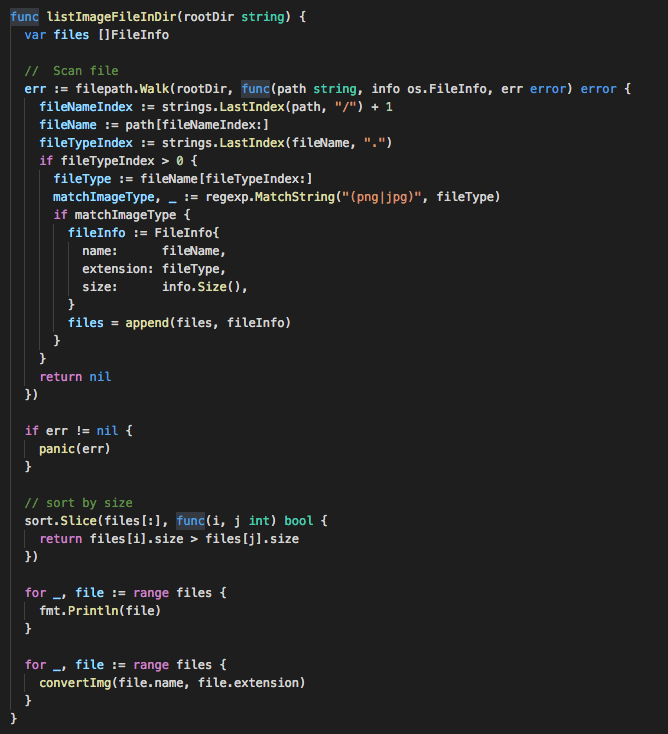 func listImageFileInDir(rootDir string) {
  var files []FileInfo

  //  Scan file
  err := filepath.Walk(rootDir, func(path string, info os.FileInfo, err error) error {
    fileNameIndex := strings.LastIndex(path, "/") + 1
    fileName := path[fileNameIndex:]
    fileTypeIndex := strings.LastIndex(fileName, ".")
    if fileTypeIndex > 0 {
      fileType := fileName[fileTypeIndex:]
      matchImageType, _ := regexp.MatchString("(png|jpg)", fileType)
      if matchImageType {
        fileInfo := FileInfo{
          name:      fileName,
          extension: fileType,
          size:      info.Size(),
        }
        files = append(files, fileInfo)
      }
    }
    return nil
  })

  if err != nil {
    panic(err)
  }

  // sort by size
  sort.Slice(files[:], func(i, j int) bool {
    return files[i].size > files[j].size
  })

  for _, file := range files {
    fmt.Println(file)
  }

  for _, file := range files {
    convertImg(file.name, file.extension)
  }
}